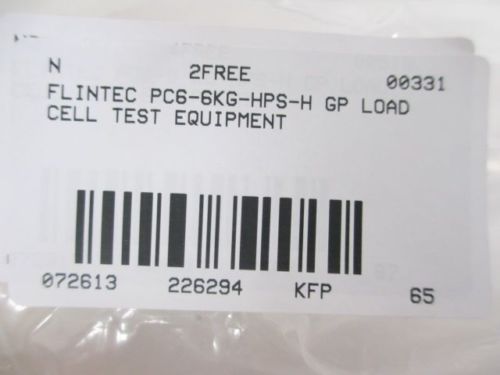 N 2FREE 00331
FLINTEC PC6-6KG-HPS-H GP LOAD
CELL TEST EQUIPMENT
072613 226294 KFP 65